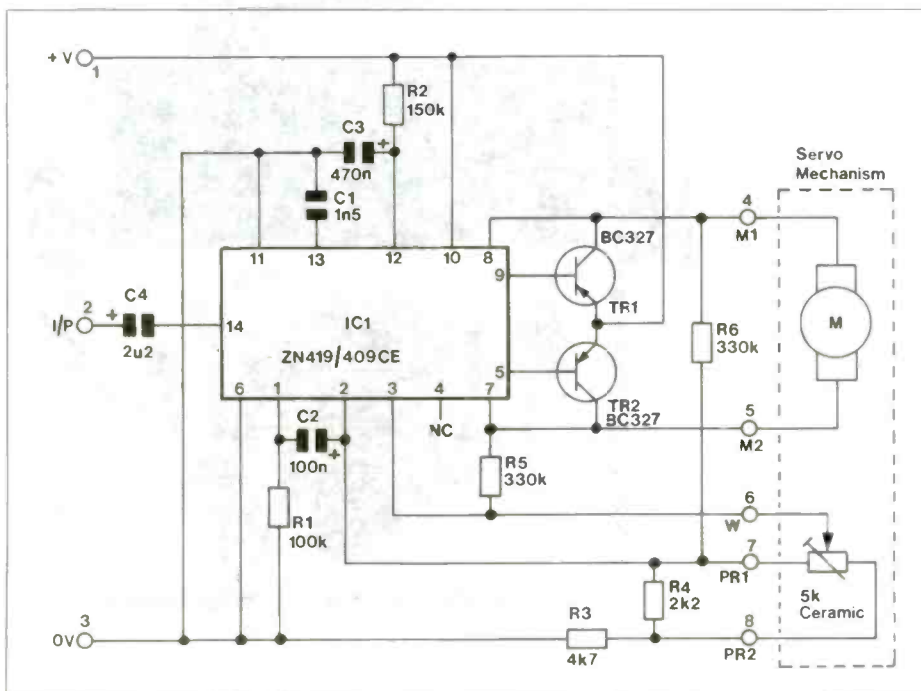 +V
1
R2
150k
C3
+
470n
C1
1n5
Servo
Mechanism
4
M1
BC327
11
13
12
10
8
9
TR1
C4
+
2
I/P
2u2
14
IC1
ZN419/409CE
M
R6
330k
5
6
1
2
3
4
7
NC
TR2
BC327
5
M2
C2
+
100n
R5
330k
6
W
R1
100k
7
PR1
R4
2k2
5k
Ceramic
3
0V
R3
4k7
8
PR2